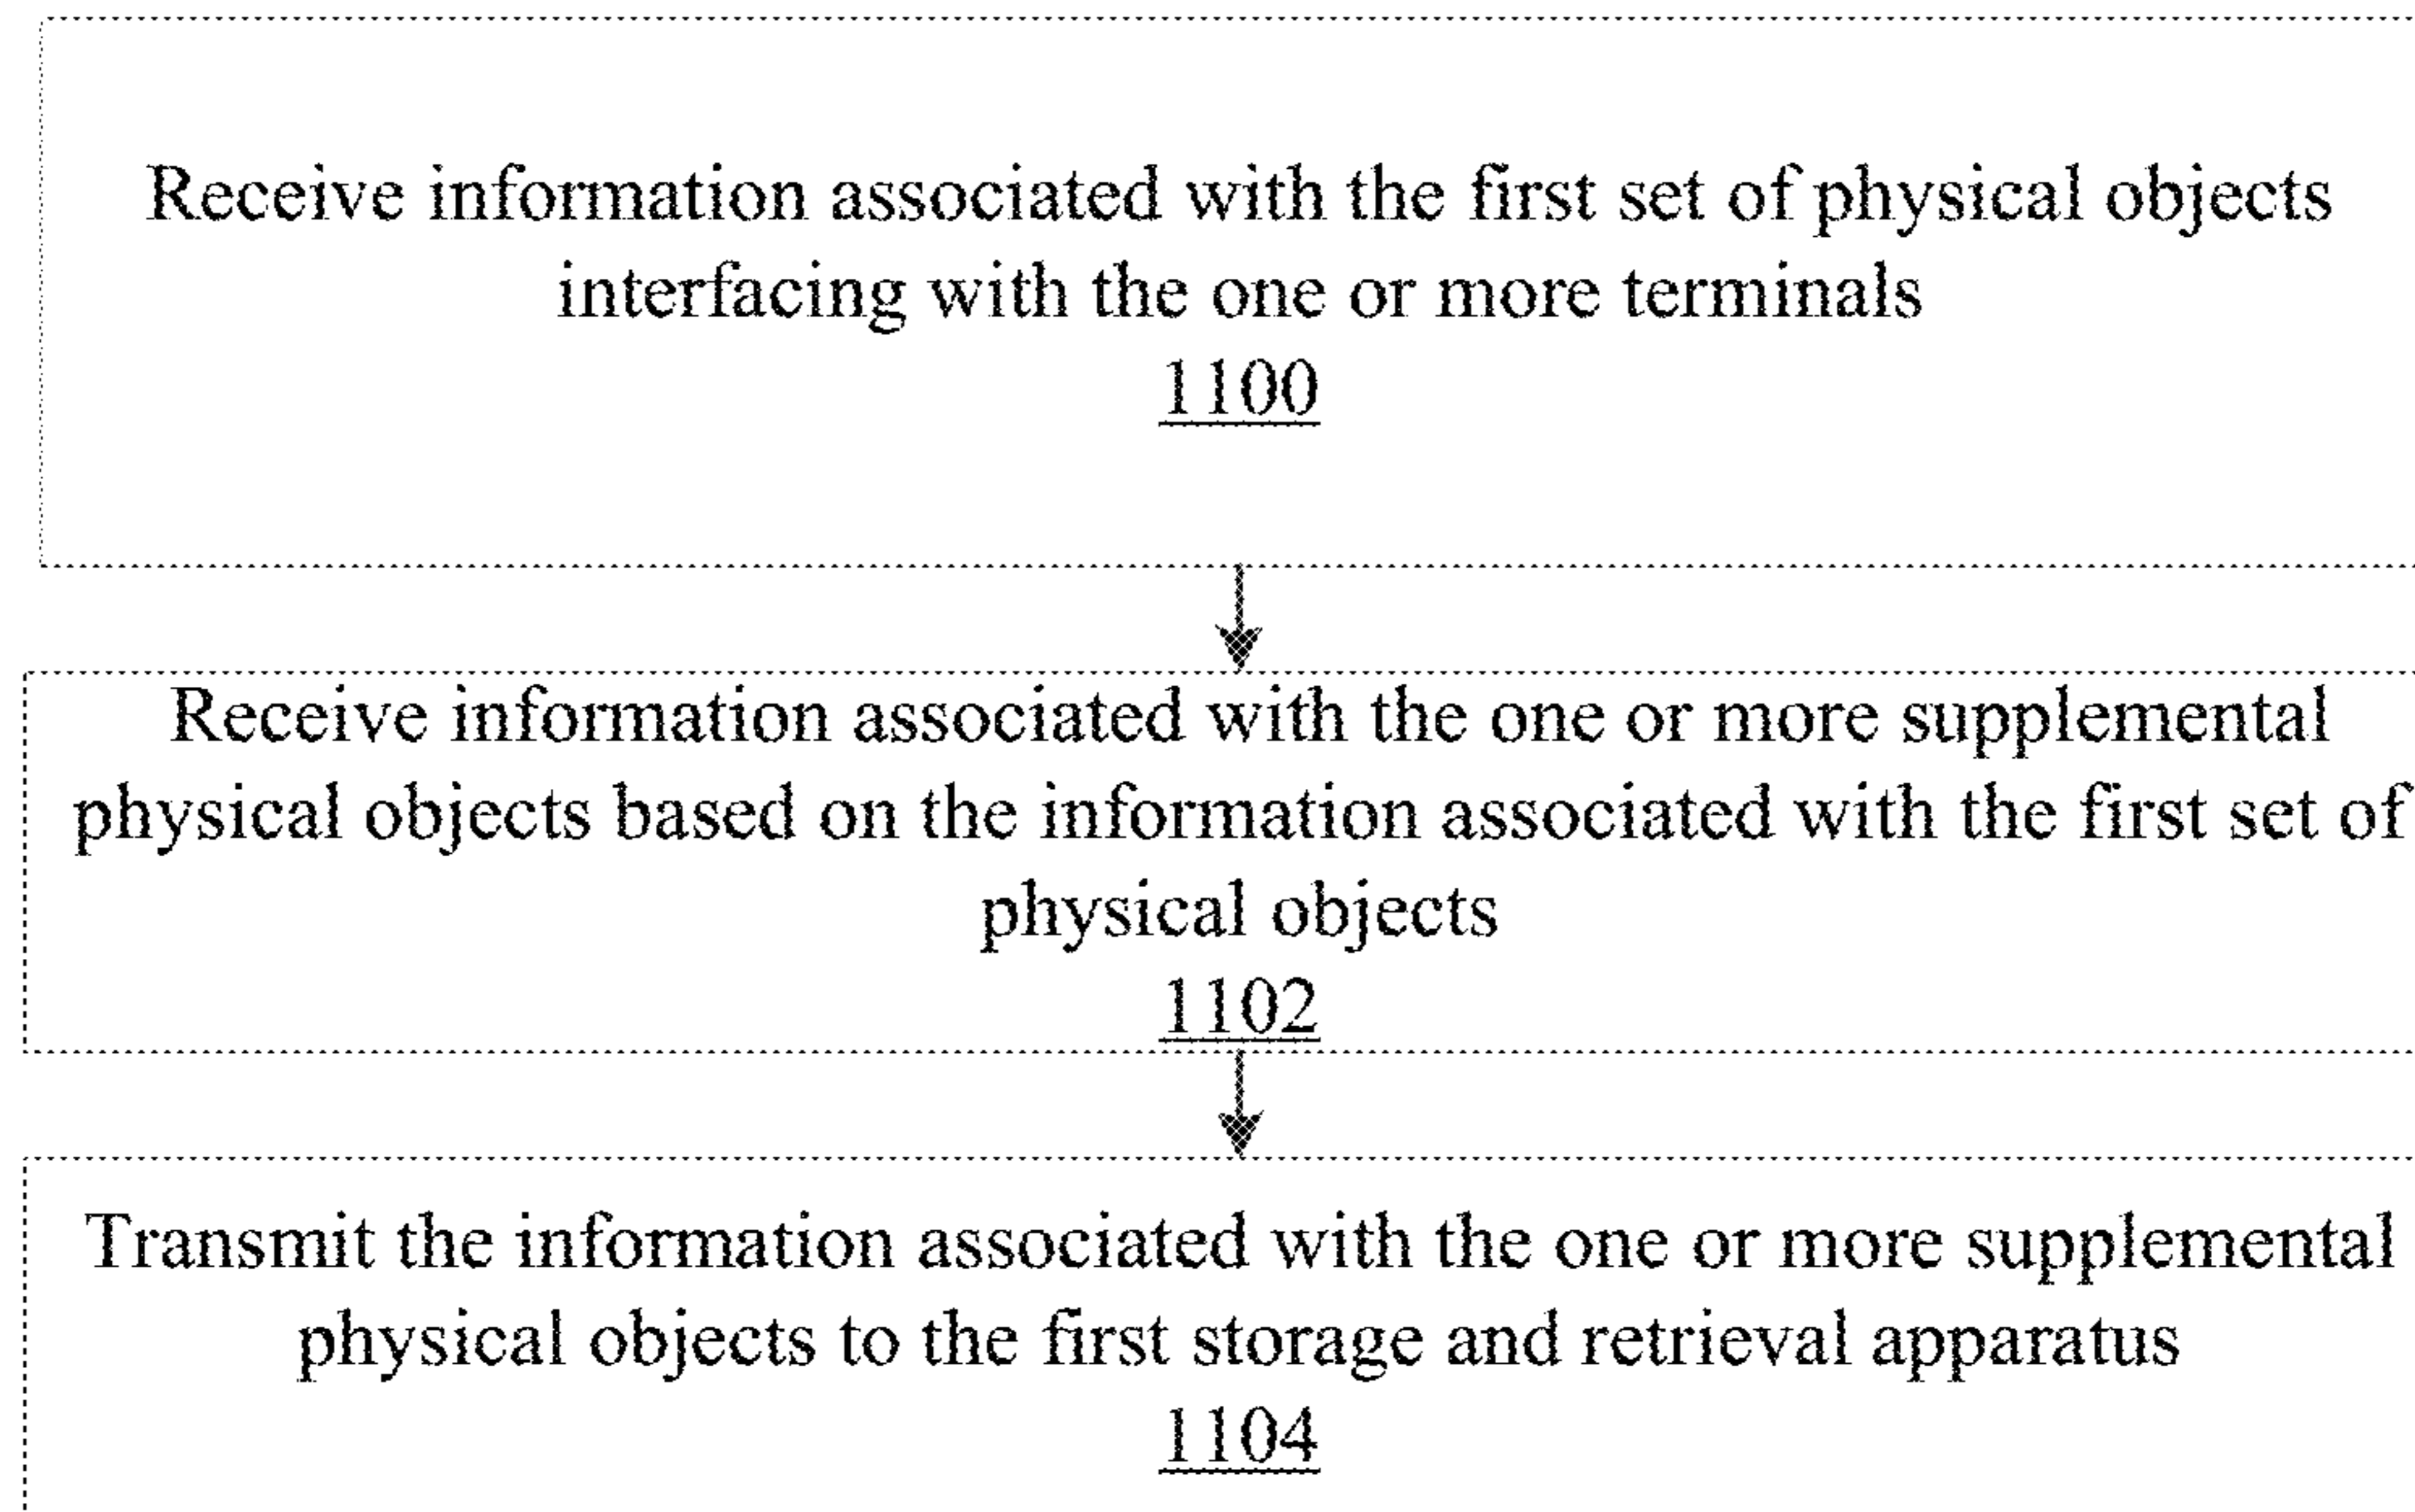 Receive information associated with the first set of physical objects
interfacing with the one or more terminals
1100
Receive information associated with the one or more supplemental
physical objects based on the information associated with the first set of
physical objects
1102
Transmit the information associated with the one or more supplemental
physical objects to the first storage and retrieval apparatus
1104